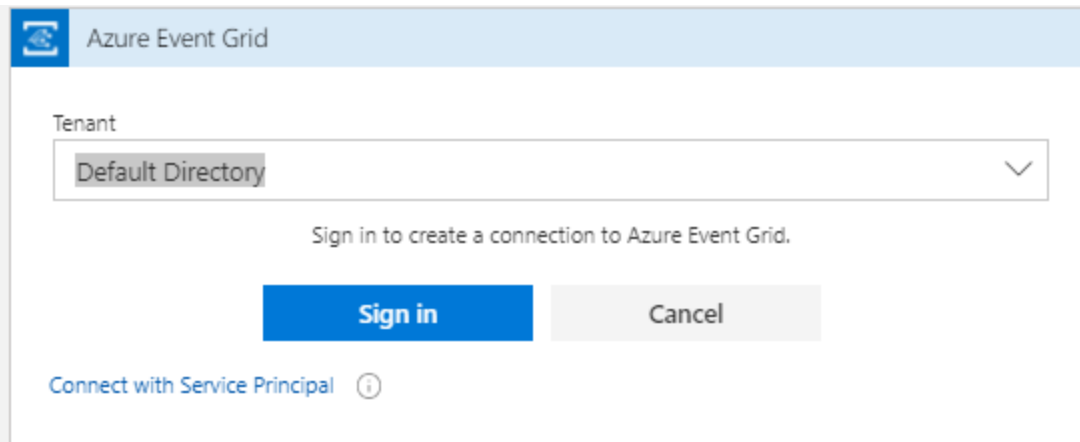 Azure Event Grid
Tenant
Default Directory
Sign in to create a connection to Azure Event Grid.
Sign in
Cancel
Connect with Service Principal